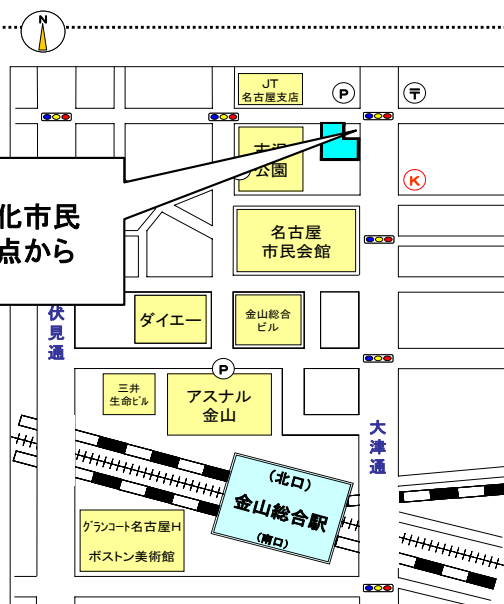 N
JT
名古屋支店
P
〒
公園
K
化市民
点から
名古屋
市民会館
伏見通
ダイエー
金山総合
ビル
P
三井
生命ビル
アスナル
金山
大津通
(北口)
金山総合駅
(南口)
グランコート名古屋H
ボストン美術館